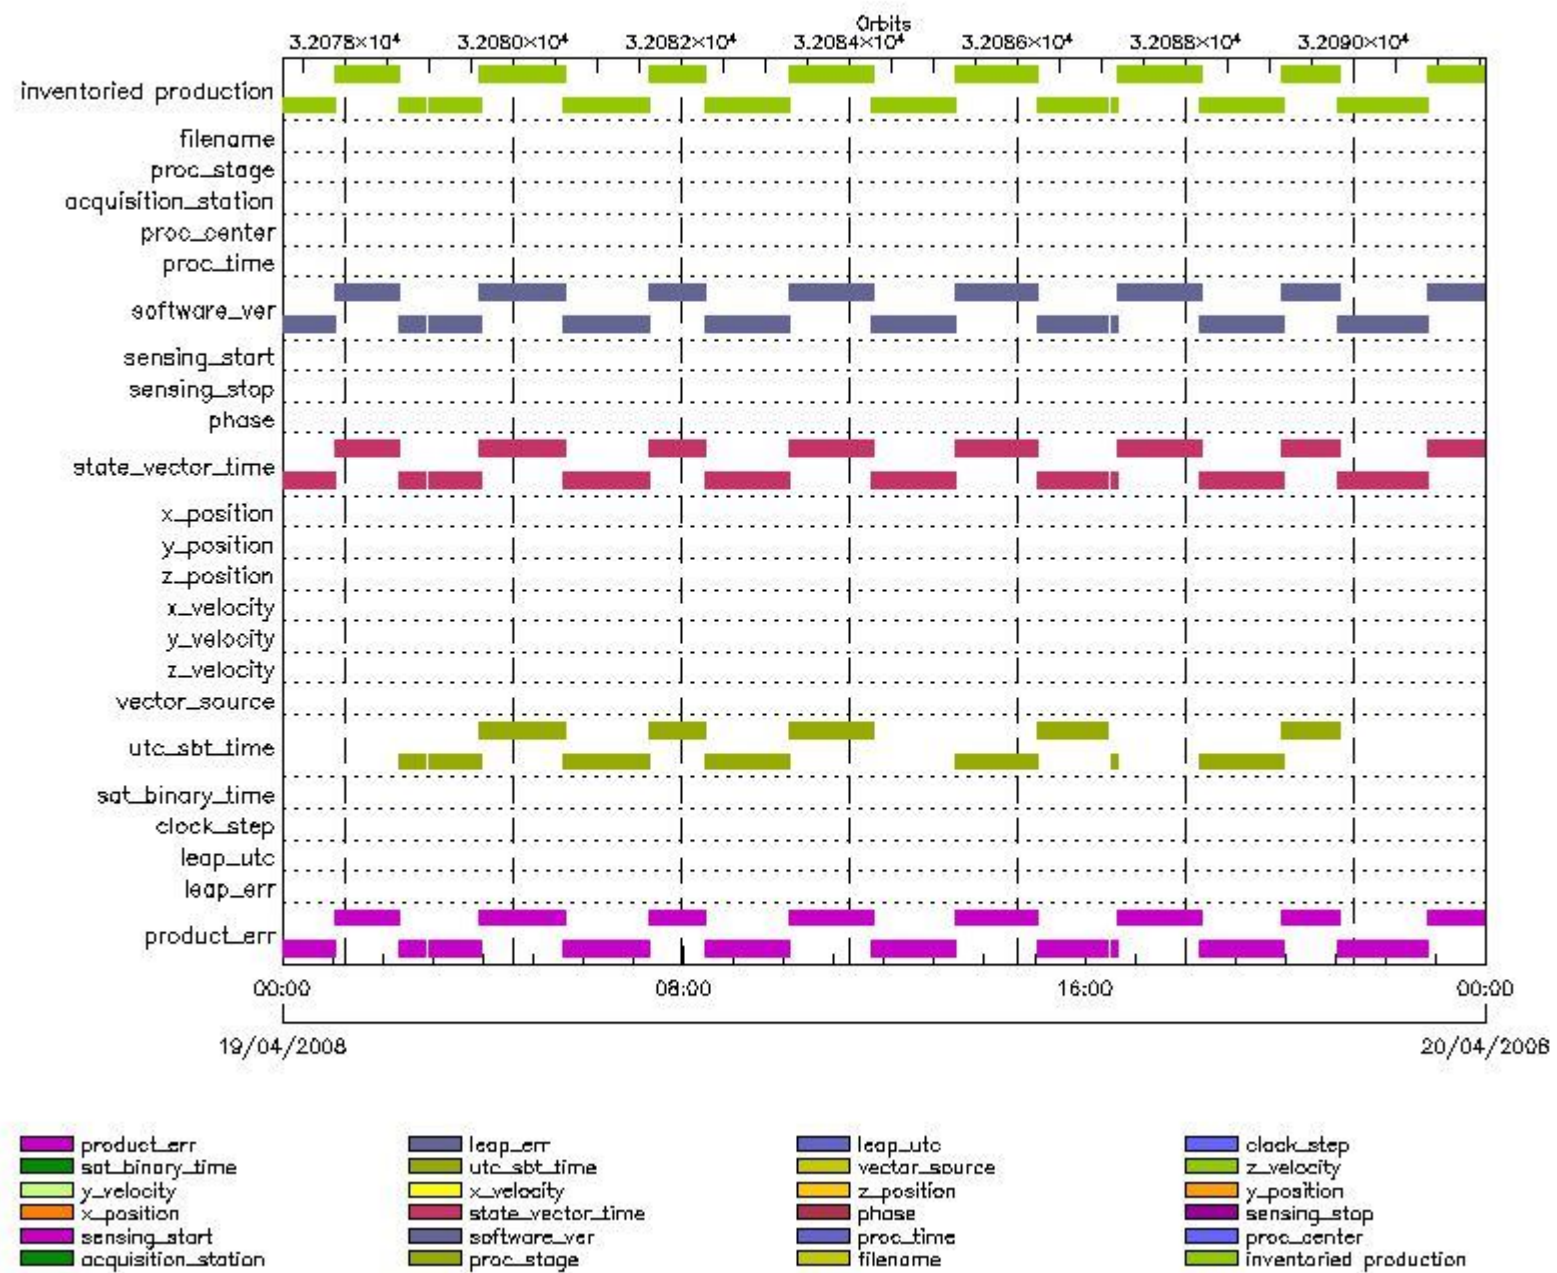 Orbits
3.2078×10⁴ 3.2080×10⁴ 3.2082×10⁴ 3.2084×10⁴ 3.2086×10⁴ 3.2088×10⁴ 3.2090×10⁴
inventoried production
filename
proc_stage
acquisition_station
proc_center
proc_time
software_ver
sensing_start
sensing_stop
phase
state_vector_time
x_position
y_position
z_position
x_velocity
y_velocity
z_velocity
vector_source
utc_sbt_time
sat_binary_time
clock_step
leap_utc
leap_err
product_err
00:00 08:00 16:00 00:00
19/04/2008 20/04/2008
product_err leap_err leap_utc clock_step
sat_binary_time utc_sbt_time vector_source z_velocity
y_velocity x_velocity z_position y_position
x_position state_vector_time phase sensing_stop
sensing_start software_ver proc_time proc_center
acquisition_station proc_stage filename inventoried production